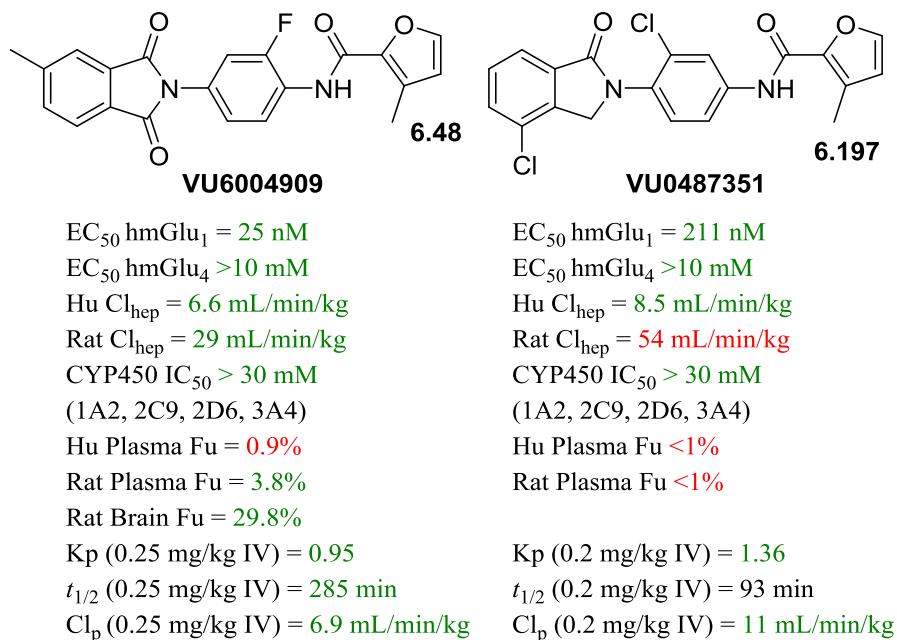 O
F
O
O
N
NH
O
6.48
VU6004909
EC50 hmGlu1 = 25 nM
EC50 hmGlu4 >10 mM
Hu Clhep = 6.6 mL/min/kg
Rat Clhep = 29 mL/min/kg
CYP450 IC50 > 30 mM
(1A2, 2C9, 2D6, 3A4)
Hu Plasma Fu = 0.9%
Rat Plasma Fu = 3.8%
Rat Brain Fu = 29.8%
Kp (0.25 mg/kg IV) = 0.95
t1/2 (0.25 mg/kg IV) = 285 min
Clp (0.25 mg/kg IV) = 6.9 mL/min/kg
O
Cl
O
O
N
NH
Cl
6.197
VU0487351
EC50 hmGlu1 = 211 nM
EC50 hmGlu4 >10 mM
Hu Clhep = 8.5 mL/min/kg
Rat Clhep = 54 mL/min/kg
CYP450 IC50 > 30 mM
(1A2, 2C9, 2D6, 3A4)
Hu Plasma Fu <1%
Rat Plasma Fu <1%
Kp (0.2 mg/kg IV) = 1.36
t1/2 (0.2 mg/kg IV) = 93 min
Clp (0.2 mg/kg IV) = 11 mL/min/kg